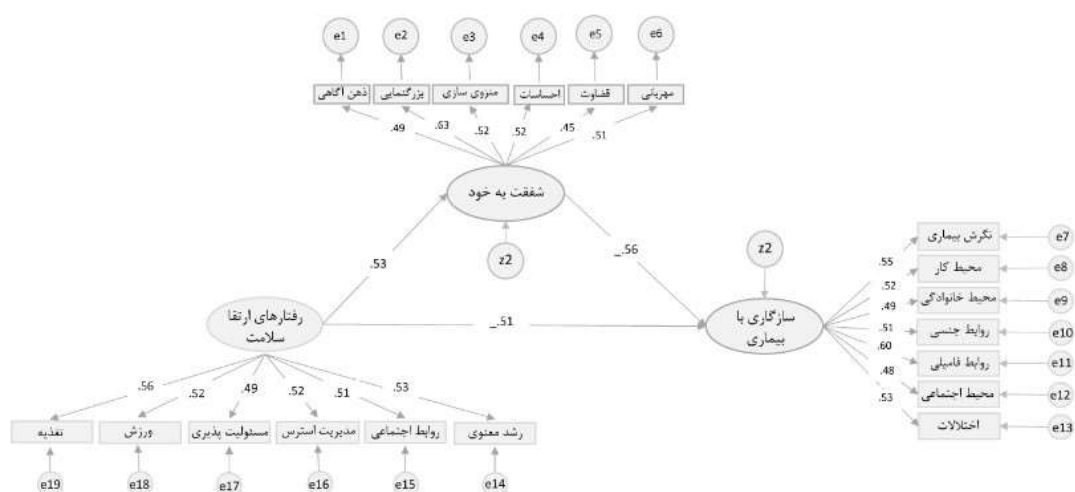 e1 e2 e3 e4 e5 e6
ذهن آگاهی بزرگنمایی منزوی سازی احساسات قضاوت مهربانی
.49 .63 .52 .52 .45 .51
شفقت به خود
z2
.53
_.56
z2
رفتارهای ارتقا
سلامت
_.51
سازگاری با
بیماری
.55 نگرش بیماری e7
.52 محیط کار e8
.49 محیط خانوادگی e9
.51 روابط جنسی e10
.60 روابط فامیلی e11
.48 محیط اجتماعی e12
.53 اختلالات e13
.56 .52 .49 .52 .51 .53
تغذیه ورزش مسئولیت پذیری مدیریت استرس روابط اجتماعی رشد معنوی
e19 e18 e17 e16 e15 e14